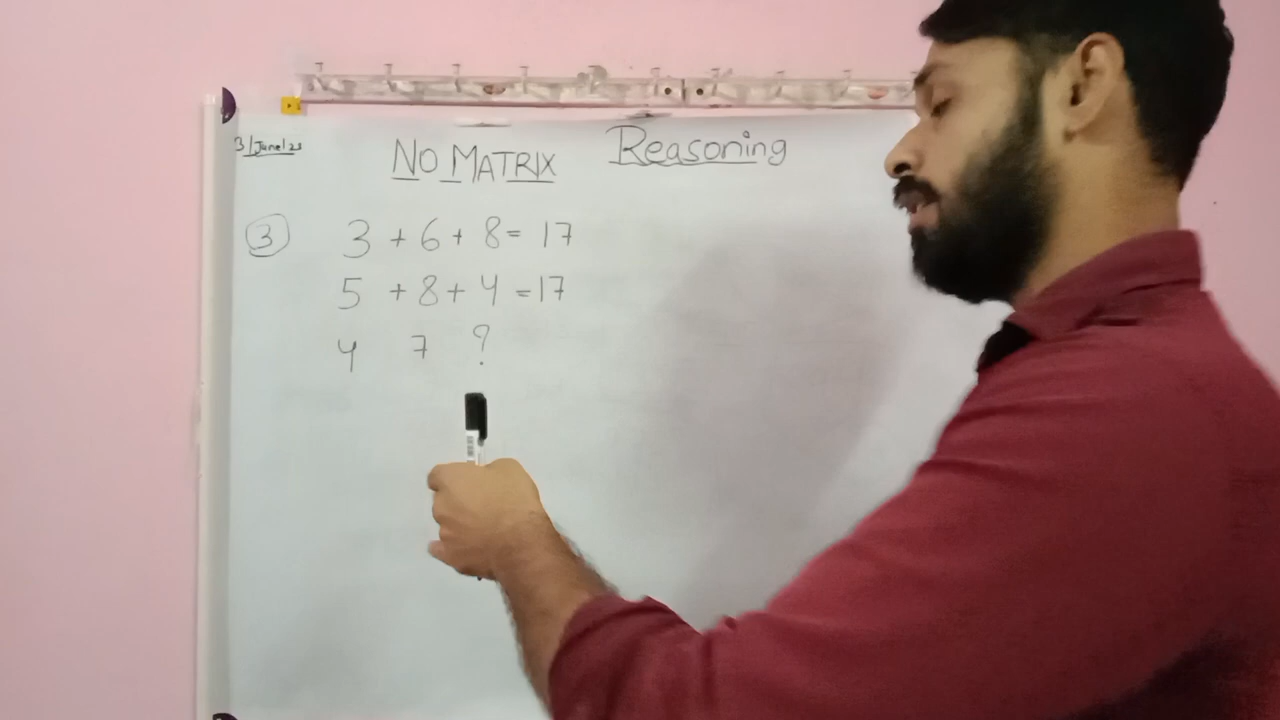 3/June/23
NO MATRIX Reasoning
3 3 + 6 + 8 = 17
5 + 8 + 4 = 17
4 7 ?